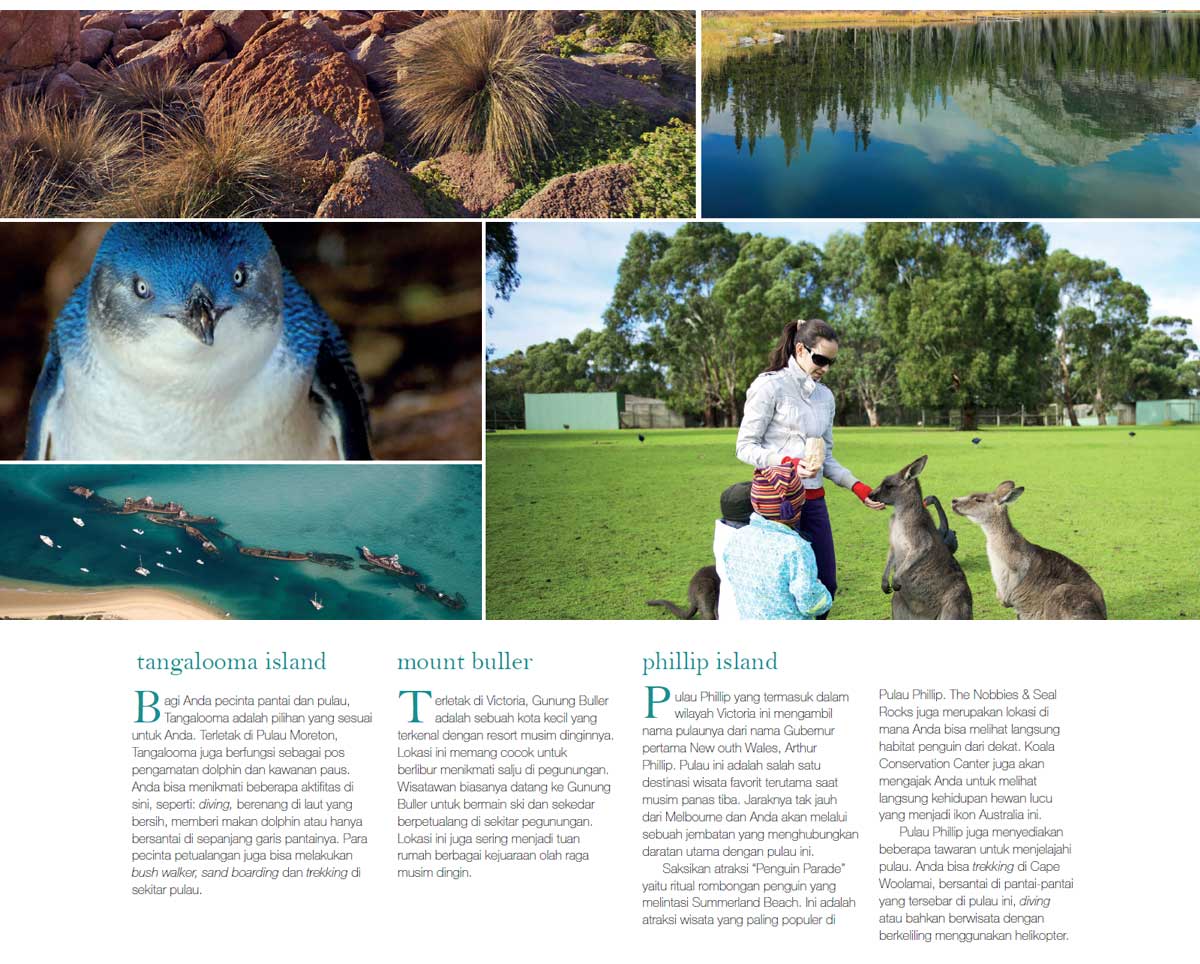 tangalooma island
Bagi Anda pecinta pantai dan pulau,
Tangalooma adalah pilihan yang sesuai
untuk Anda. Terletak di Pulau Moreton,
Tangalooma juga berfungsi sebagai pos
pengamatan dolphin dan kawanan paus.
Anda bisa menikmati beberapa aktifitas di
sini, seperti: diving, berenang di laut yang
bersih, memberi makan dolphin atau hanya
bersantai di sepanjang garis pantainya. Para
pecinta petualangan juga bisa melakukan
bush walker, sand boarding dan trekking di
sekitar pulau.
mount buller
Terletak di Victoria, Gunung Buller
adalah sebuah kota kecil yang
terkenal dengan resort musim dinginnya.
Lokasi ini memang cocok untuk
berlibur menikmati salju di pegunungan.
Wisatawan biasanya datang ke Gunung
Buller untuk bermain ski dan sekedar
berpetualang di sekitar pegunungan.
Lokasi ini juga sering menjadi tuan
rumah berbagai kejuaraan olah raga
musim dingin.
phillip island
Pulau Phillip yang termasuk dalam
wilayah Victoria ini mengambil
nama pulaunya dari nama Gubernur
pertama New outh Wales, Arthur
Phillip. Pulau ini adalah salah satu
destinasi wisata favorit terutama saat
musim panas tiba. Jaraknya tak jauh
dari Melbourne dan Anda akan melalui
sebuah jembatan yang menghubungkan
daratan utama dengan pulau ini.
Saksikan atraksi "Penguin Parade"
yaitu ritual rombongan penguin yang
melintasi Summerland Beach. Ini adalah
atraksi wisata yang paling populer di
Pulau Phillip. The Nobbies & Seal
Rocks juga merupakan lokasi di
mana Anda bisa melihat langsung
habitat penguin dari dekat. Koala
Conservation Canter juga akan
mengajak Anda untuk melihat
langsung kehidupan hewan lucu
yang menjadi ikon Australia ini.
Pulau Phillip juga menyediakan
beberapa tawaran untuk menjelajahi
pulau. Anda bisa trekking di Cape
Woolamai, bersantai di pantai-pantai
yang tersebar di pulau ini, diving
atau bahkan berwisata dengan
berkeliling menggunakan helikopter.